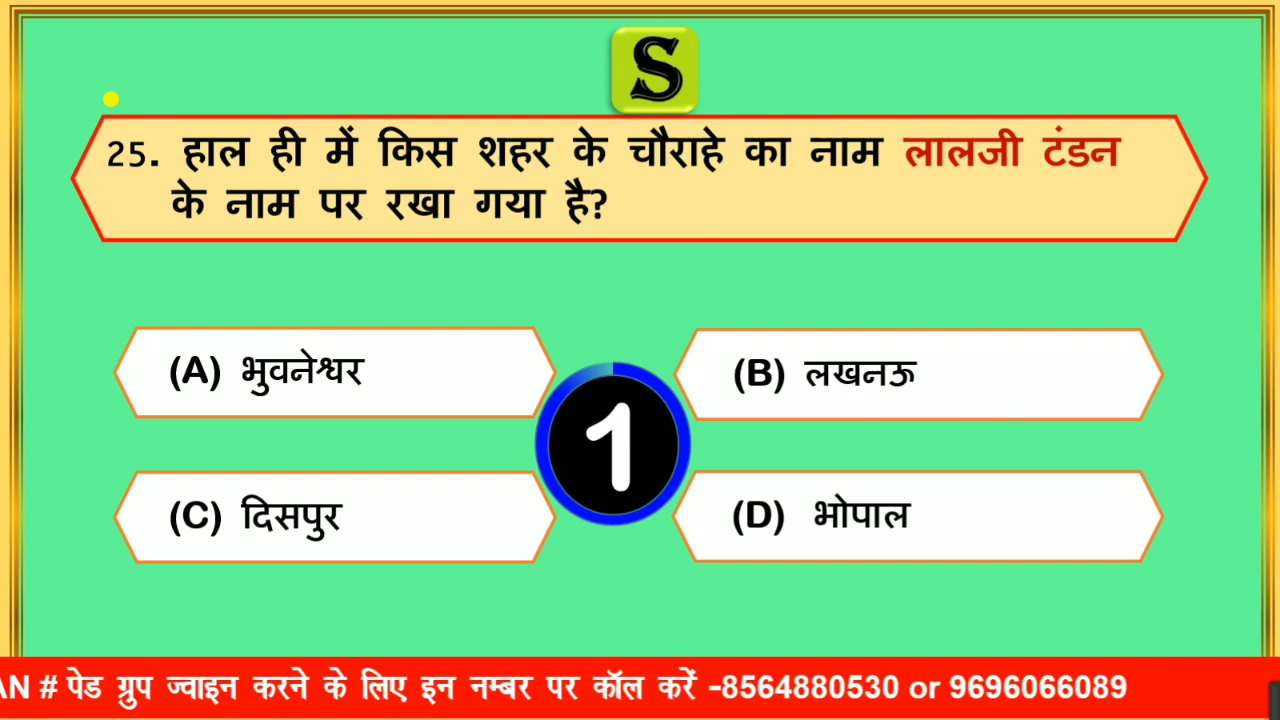 S
25. हाल ही में किस शहर के चौराहे का नाम लालजी टंडन
के नाम पर रखा गया है?
(A) भुवनेश्वर
(B) लखनऊ
1
(C) दिसपुर
(D) भोपाल
AN # पेड ग्रुप ज्वाइन करने के लिए इन नम्बर पर कॉल करें -8564880530 or 9696066089